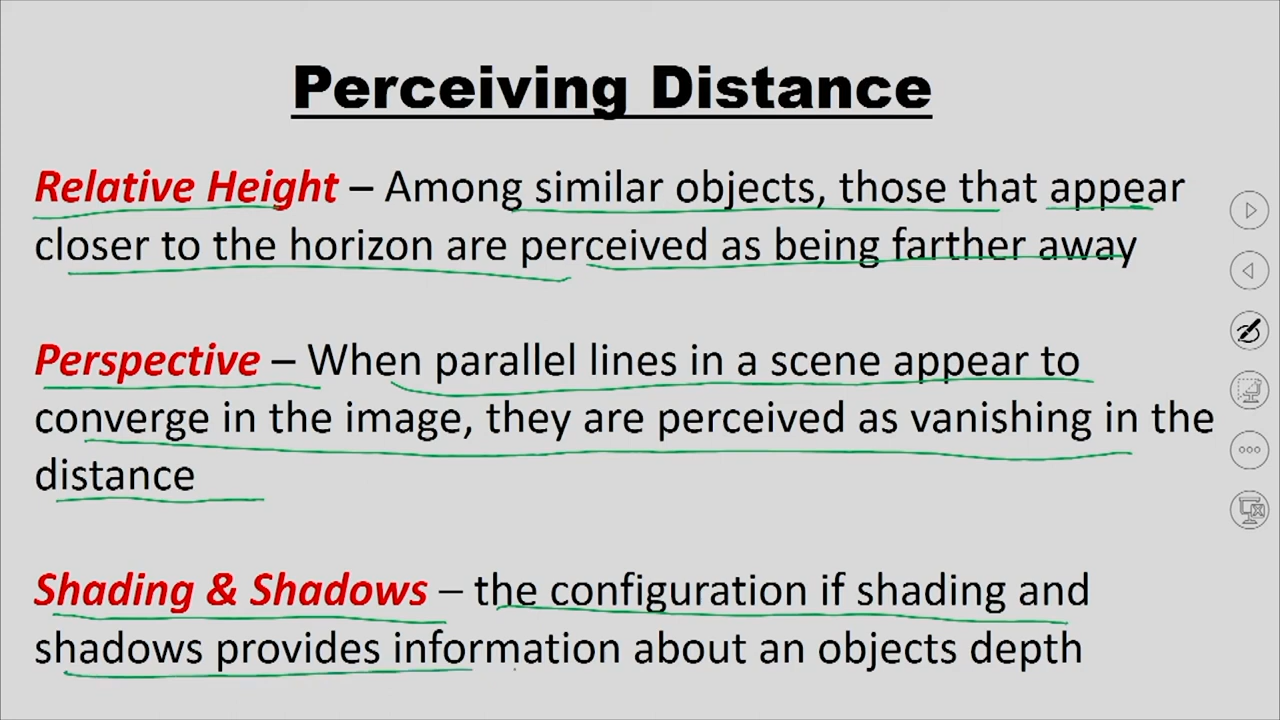 Perceiving Distance
Relative Height – Among similar objects, those that appear
closer to the horizon are perceived as being farther away
Perspective – When parallel lines in a scene appear to
converge in the image, they are perceived as vanishing in the
distance
Shading & Shadows – the configuration if shading and
shadows provides information about an objects depth